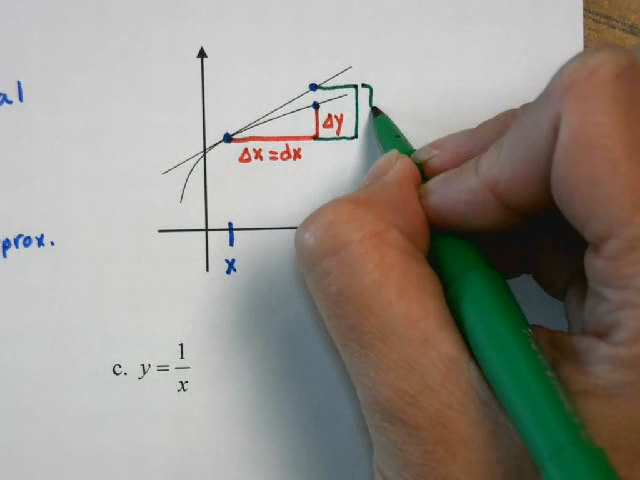 al
Δy
Δx=dx
prox.
x
c. y = 1/x